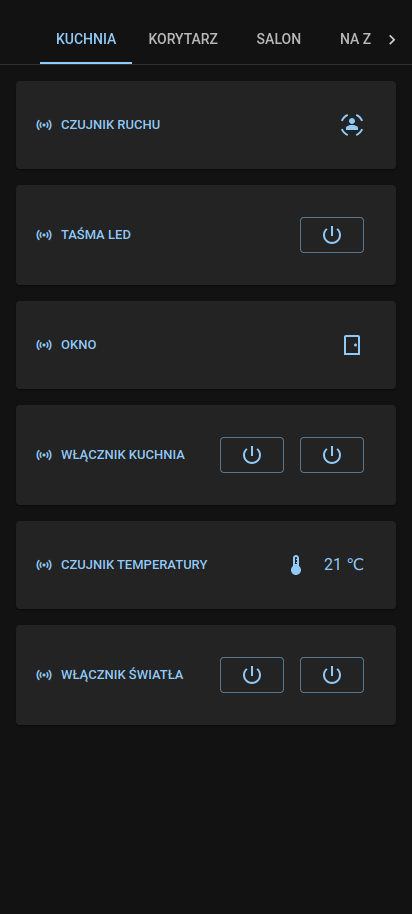 KUCHNIA KORYTARZ SALON NA Z
CZUJNIK RUCHU
TAŚMA LED
OKNO
WŁĄCZNIK KUCHNIA
CZUJNIK TEMPERATURY 21 °C
WŁĄCZNIK ŚWIATŁA